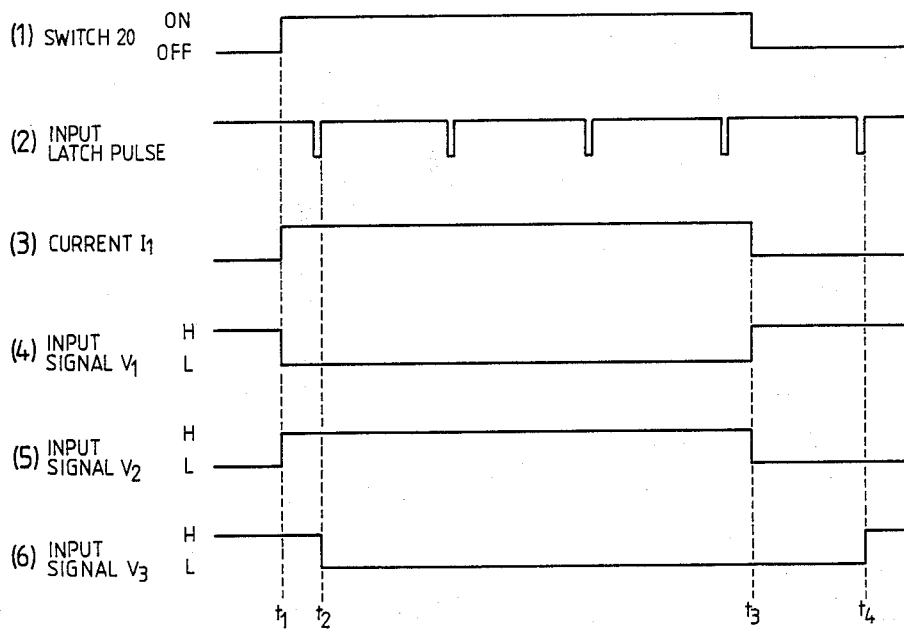 (1) SWITCH 20 ON
OFF
(2) INPUT
LATCH PULSE
(3) CURRENT I1
(4) INPUT H
SIGNAL V1 L
(5) INPUT H
SIGNAL V2 L
(6) INPUT H
SIGNAL V3 L
t1 t2 t3 t4